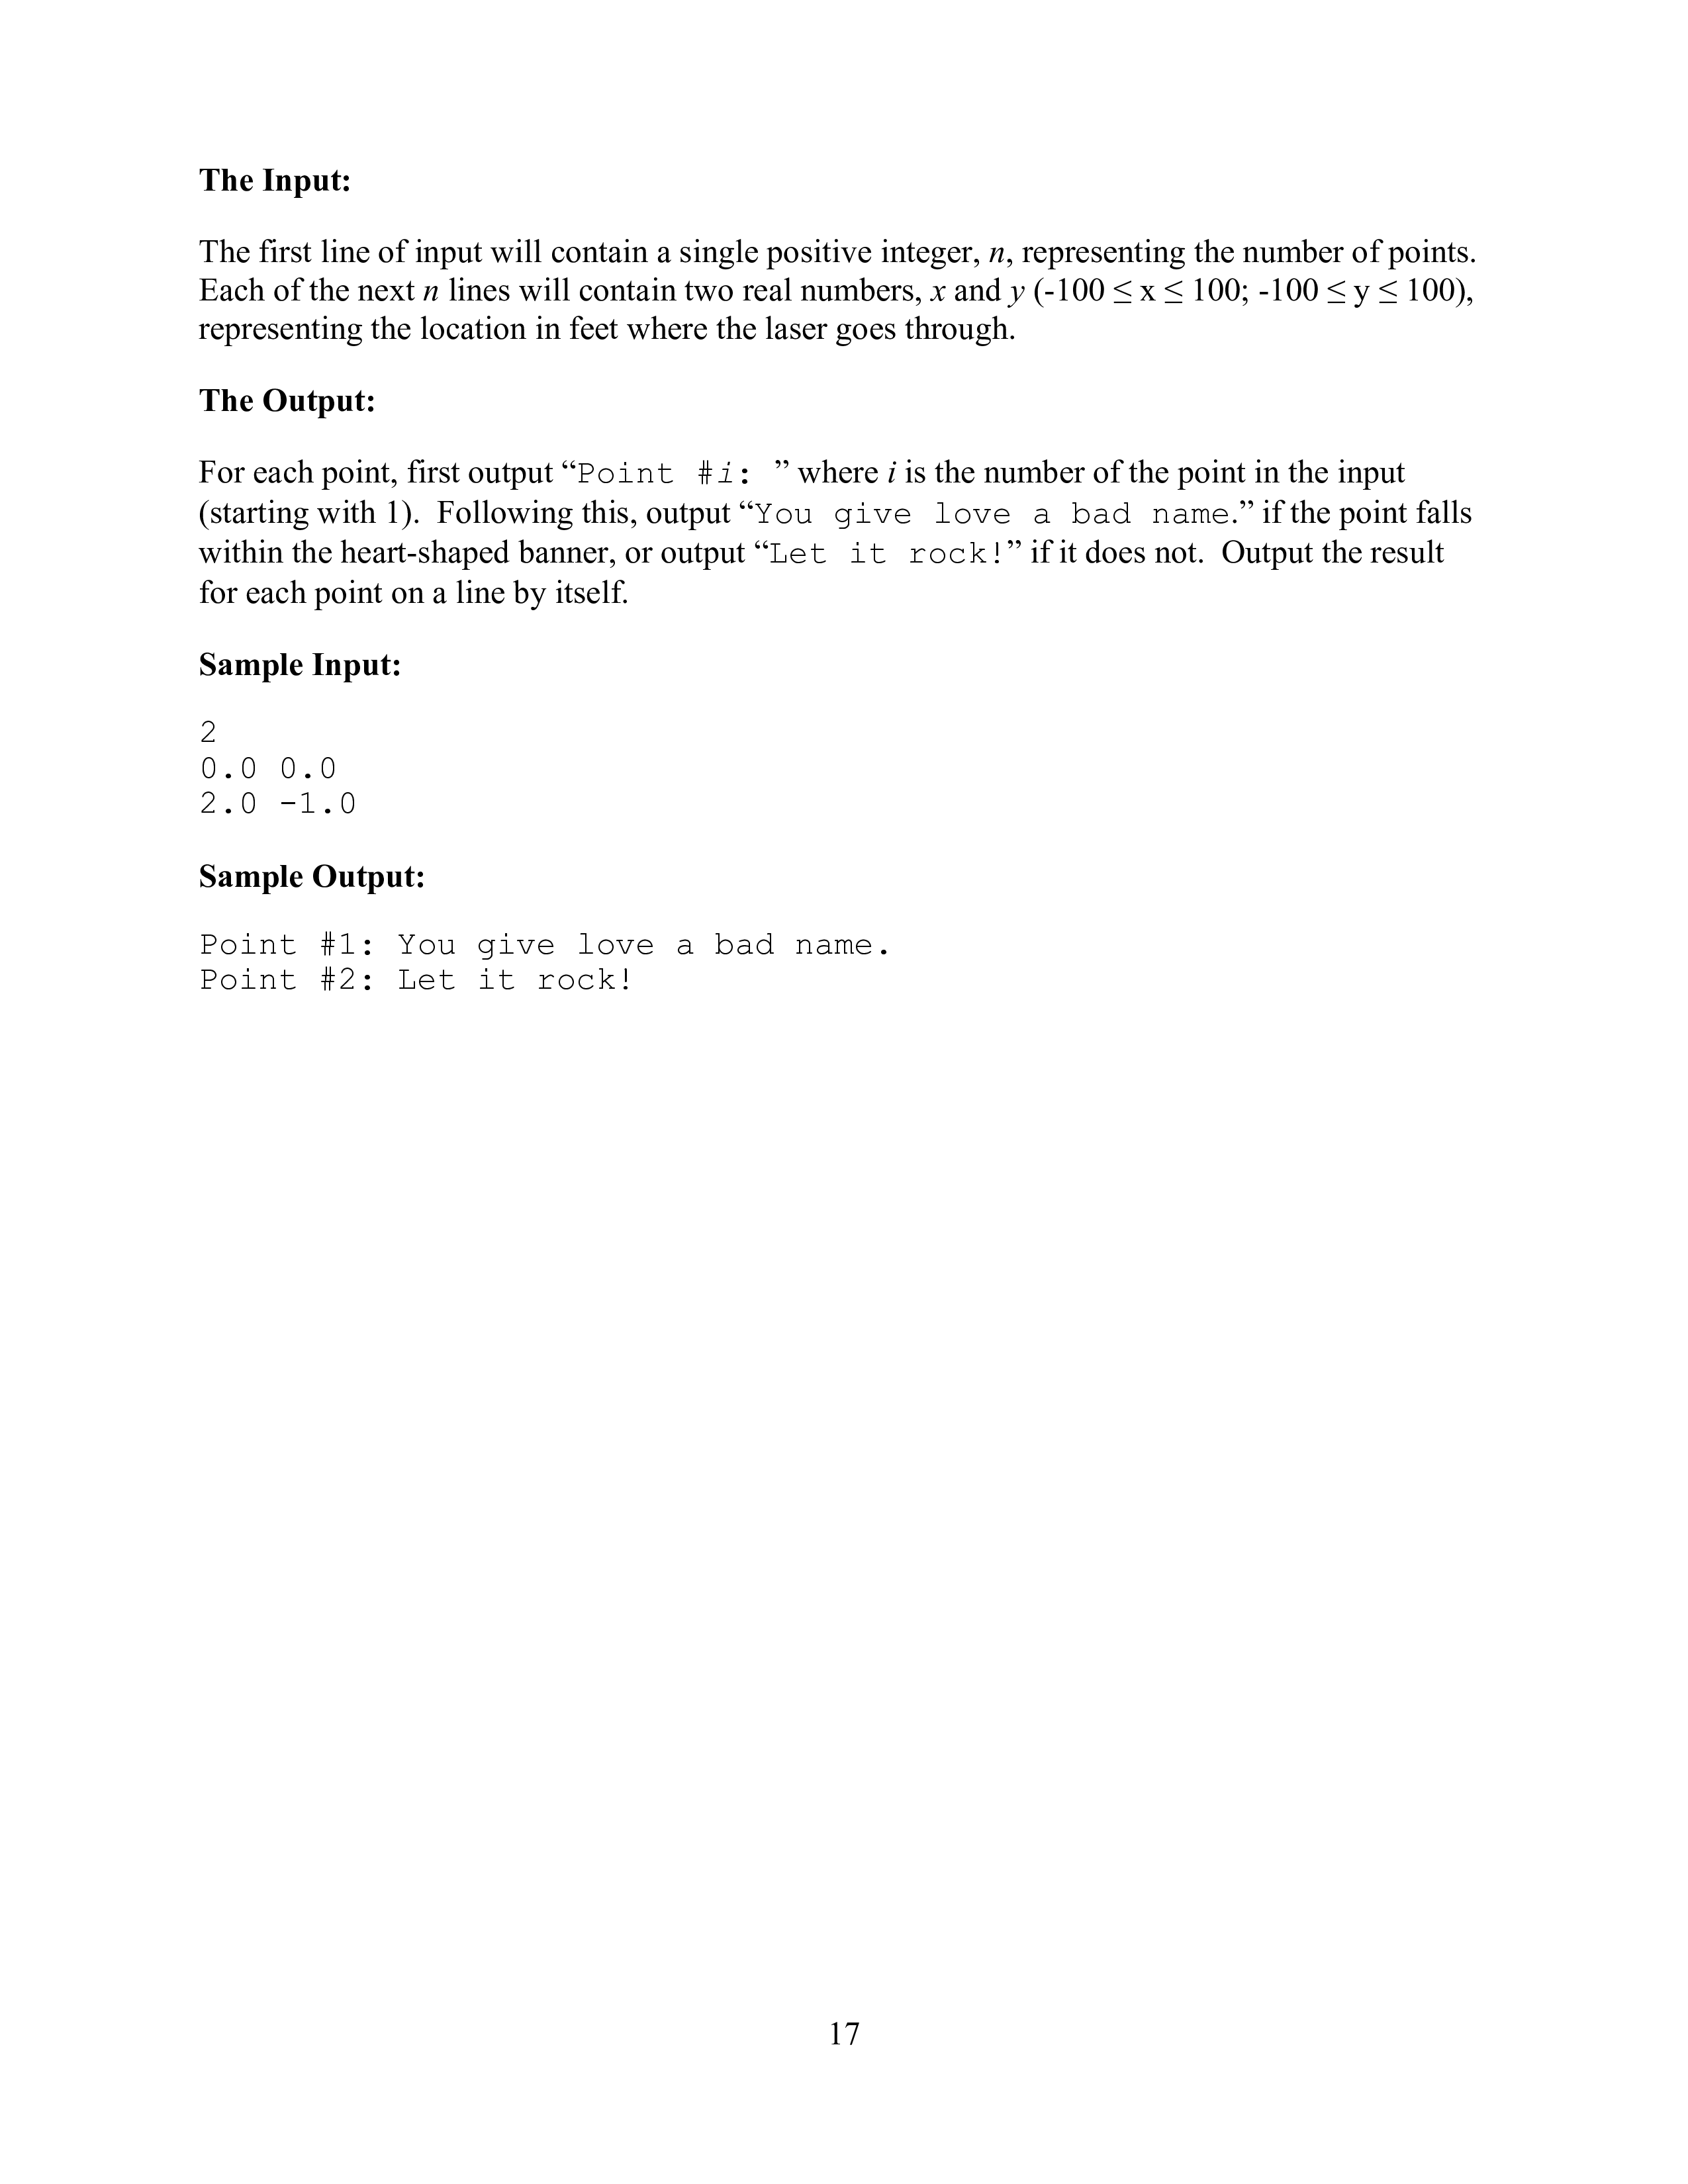 The Input:
The first line of input will contain a single positive integer, n, representing the number of points.
Each of the next n lines will contain two real numbers, x and y (-100 ≤ x ≤ 100; -100 ≤ y ≤ 100),
representing the location in feet where the laser goes through.
The Output:
For each point, first output “Point #i: ” where i is the number of the point in the input
(starting with 1).  Following this, output “You give love a bad name.” if the point falls
within the heart-shaped banner, or output “Let it rock!” if it does not.  Output the result
for each point on a line by itself.
Sample Input:
2
0.0 0.0
2.0 -1.0
Sample Output:
Point #1: You give love a bad name.
Point #2: Let it rock!
17